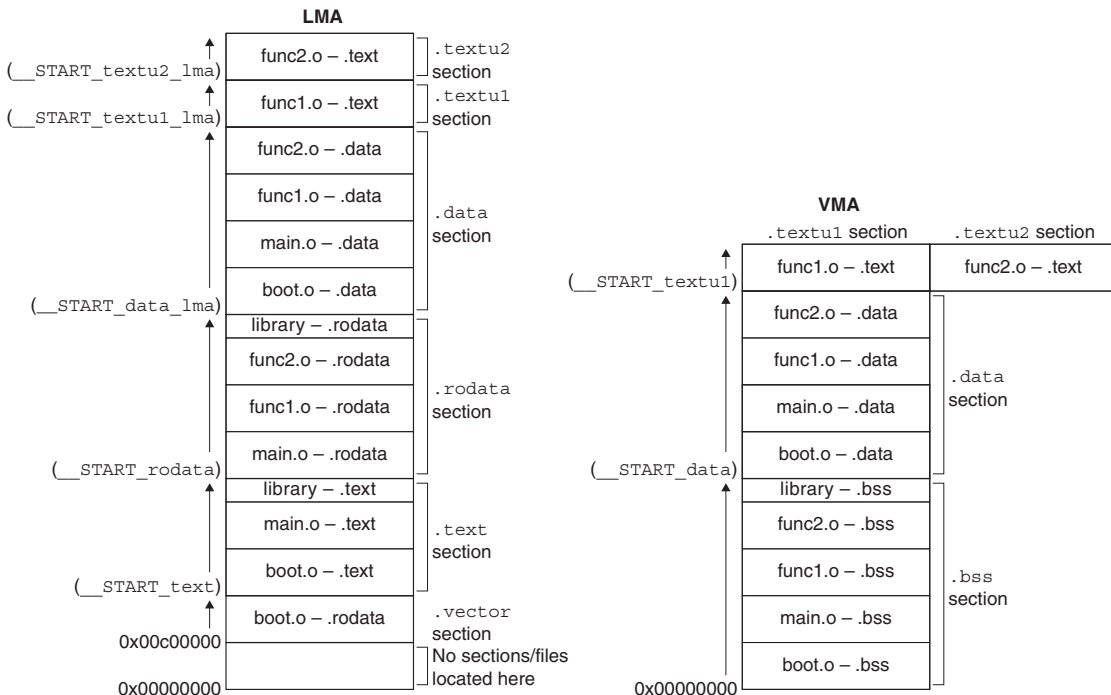 LMA
func2.o – .text
.textu2
section
(__START_textu2_lma)
func1.o – .text
.textu1
section
(__START_textu1_lma)
func2.o – .data
func1.o – .data
main.o – .data
boot.o – .data
.data
section
(__START_data_lma)
library – .rodata
func2.o – .rodata
func1.o – .rodata
main.o – .rodata
.rodata
section
(__START_rodata)
library – .text
main.o – .text
boot.o – .text
.text
section
(__START_text)
boot.o – .rodata
.vector
section
0x00c00000
No sections/files
located here
0x00000000
VMA
.textu1 section
.textu2 section
func1.o – .text
func2.o – .text
(__START_textu1)
func2.o – .data
func1.o – .data
main.o – .data
boot.o – .data
.data
section
(__START_data)
library – .bss
func2.o – .bss
func1.o – .bss
main.o – .bss
boot.o – .bss
.bss
section
0x00000000